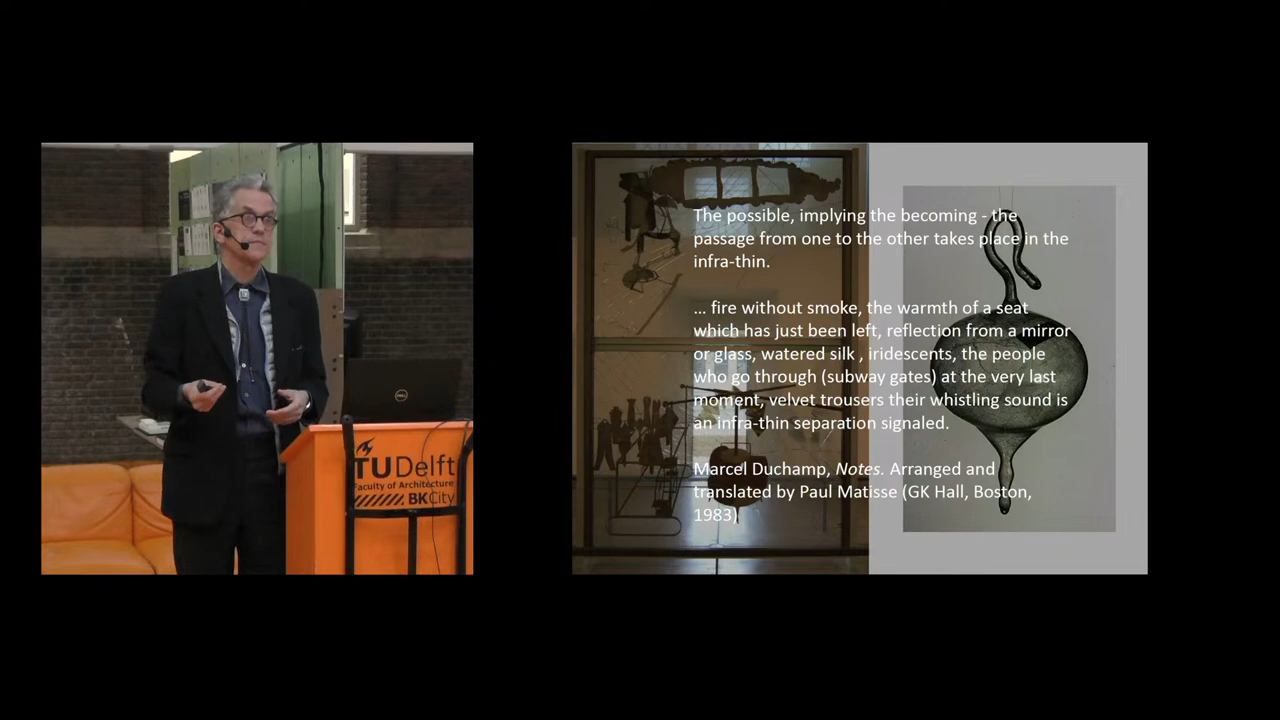 TUDelft
Faculty of Architecture
BKCity
DELL
The possible, implying the becoming - the
passage from one to the other takes place in the
infra-thin.
... fire without smoke, the warmth of a seat
which has just been left, reflection from a mirror
or glass, watered silk , iridescents, the people
who go through (subway gates) at the very last
moment, velvet trousers their whistling sound is
an infra-thin separation signaled.
Marcel Duchamp, Notes. Arranged and
translated by Paul Matisse (GK Hall, Boston,
1983)